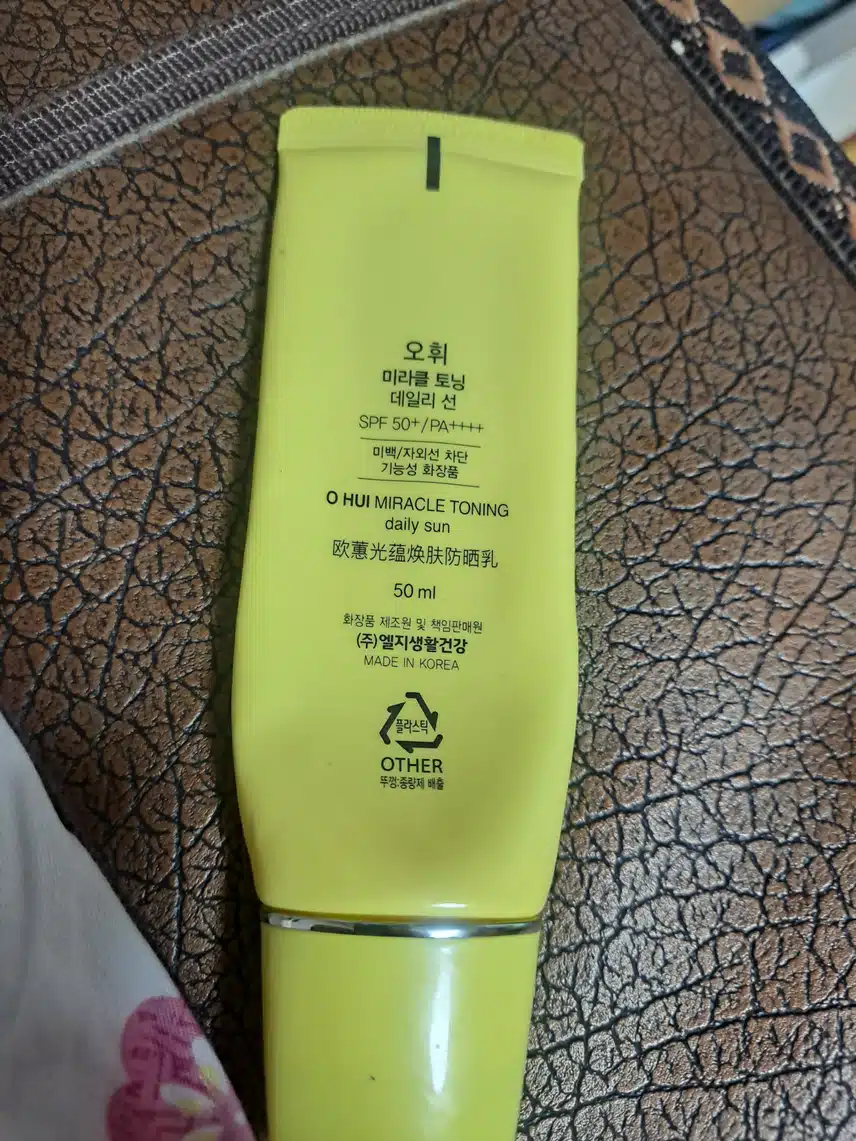 오휘
미라클 토닝
데일리 선
SPF 50+/PA++++
미백/자외선 차단
기능성 화장품
O HUI MIRACLE TONING
daily sun
欧蕙光蕴焕肤防晒乳
50 ml
화장품 제조원 및 책임판매원
(주)엘지생활건강
MADE IN KOREA
플라스틱
OTHER
뚜껑:종량제 배출